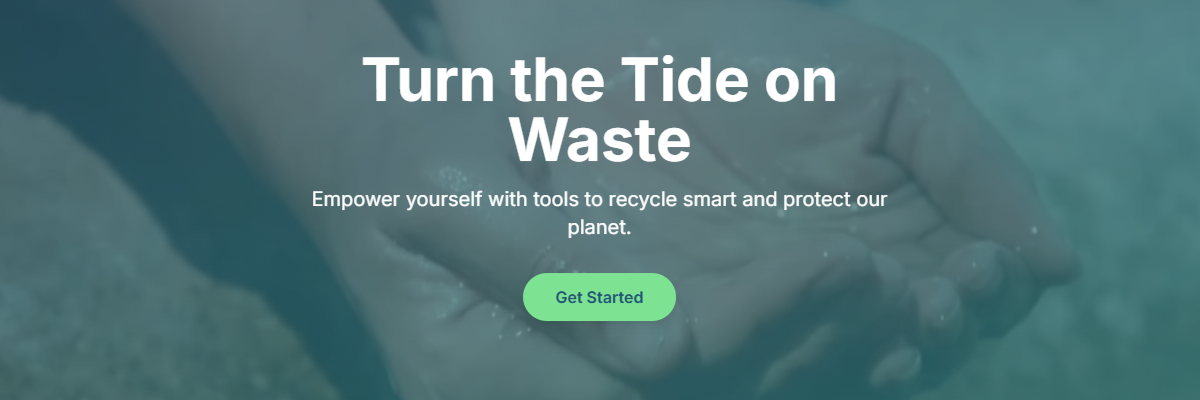 Turn the Tide on
Waste
Empower yourself with tools to recycle smart and protect our
planet.
Get Started